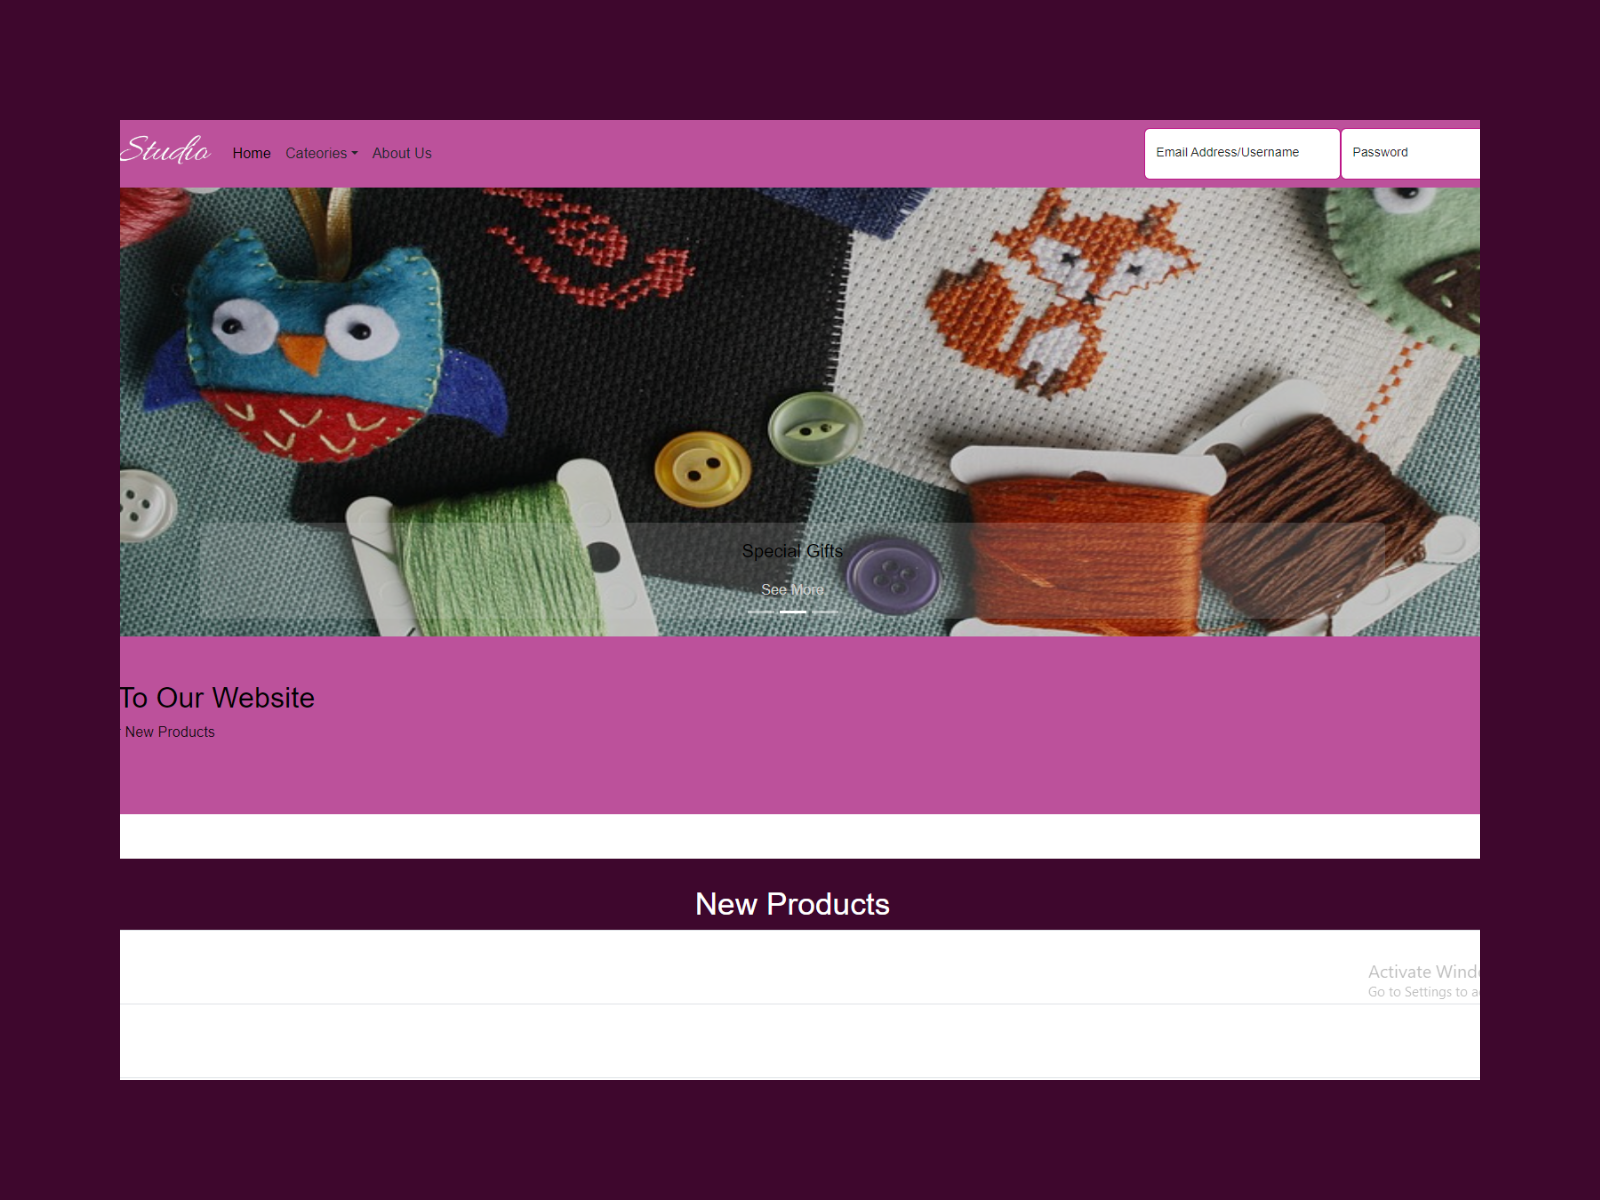 Studio
Home
Cateories
About Us
Email Address/Username
Password
Special Gifts
See More
To Our Website
New Products
New Products
Activate
Go to Settings to